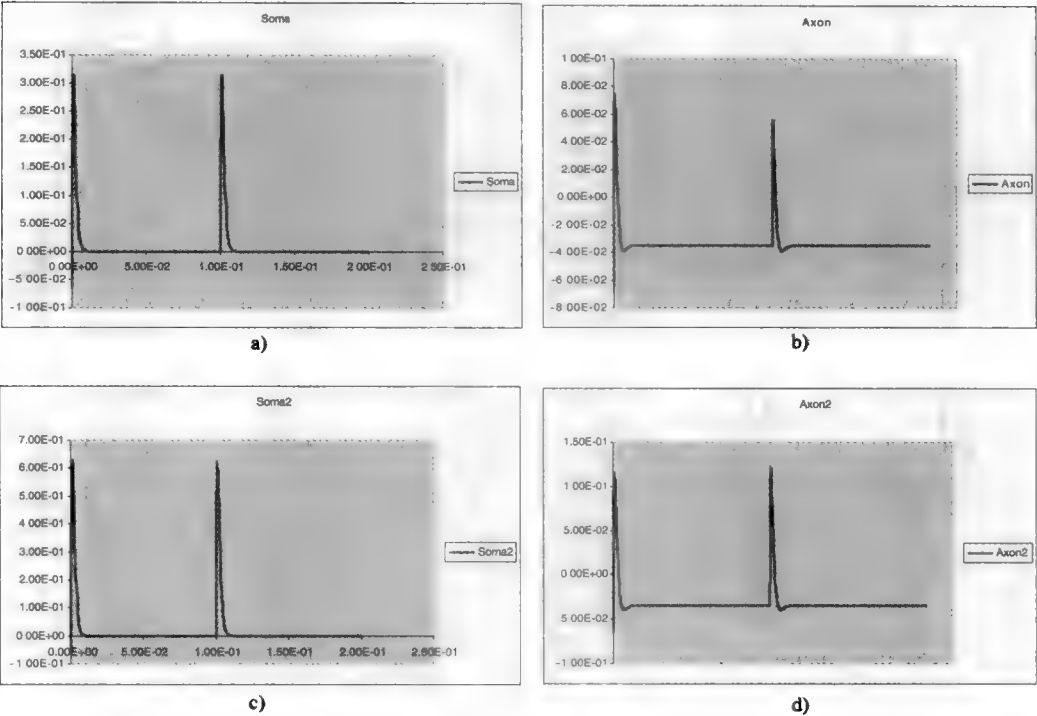 Soma
3.50E-01
3.00E-01
2.50E-01
2.00E-01
1.50E-01
1.00E-01
5.00E-02
0 00E+00
-5 00E-02
-1 00E-01
0 00E+00 5 00E-02 1 00E-01 1 50E-01 2 00E-01 2 50E-01
Soma
a)
Axon
1 00E-01
8 00E-02
6 00E-02
4 00E-02
2 00E-02
0 00E+00
-2 00E-02
-4 00E-02
-6 00E-02
-8 00E-02
Axon
b)
Soma2
7.00E-01
6.00E-01
5.00E-01
4.00E-01
3.00E-01
2.00E-01
1.00E-01
0 00E+00
-1 00E-01
0.00E+00 5 00E-02 1.00E-01 1.50E-01 2.00E-01 2.50E-01
Soma2
c)
Axon2
1.50E-01
1 00E-01
5.00E-02
0 00E+00
5 00E-02
-1 00E-01
Axon2
d)